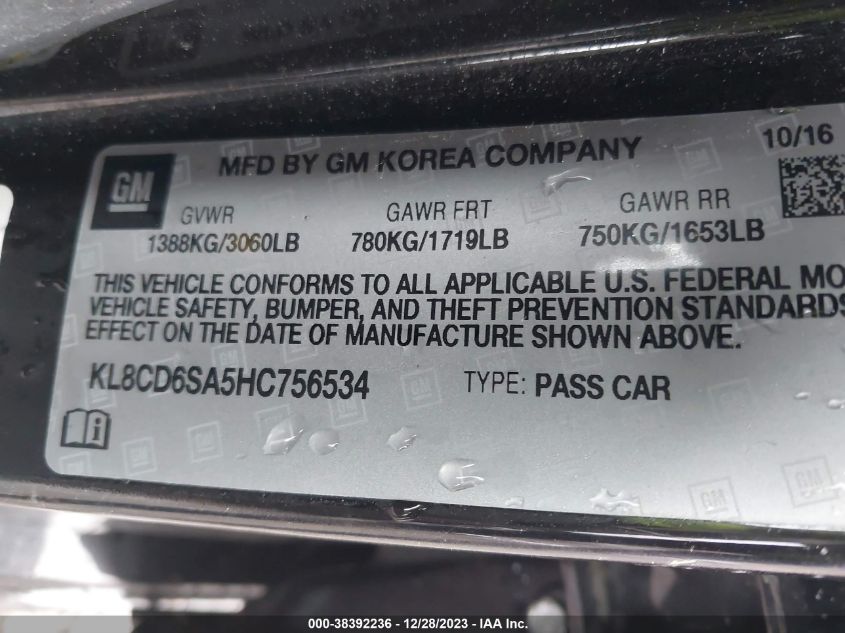 MFD BY GM KOREA COMPANY
10/16
GM
GVWR
GAWR FRT
GAWR RR
1388KG/3060LB
780KG/1719LB
750KG/1653LB
THIS VEHICLE CONFORMS TO ALL APPLICABLE U.S. FEDERAL MO
VEHICLE SAFETY, BUMPER, AND THEFT PREVENTION STANDARDS
EFFECT ON THE DATE OF MANUFACTURE SHOWN ABOVE.
KL8CD6SA5HC756534
TYPE: PASS CAR
000-38392236 - 12/28/2023 - IAA Inc.